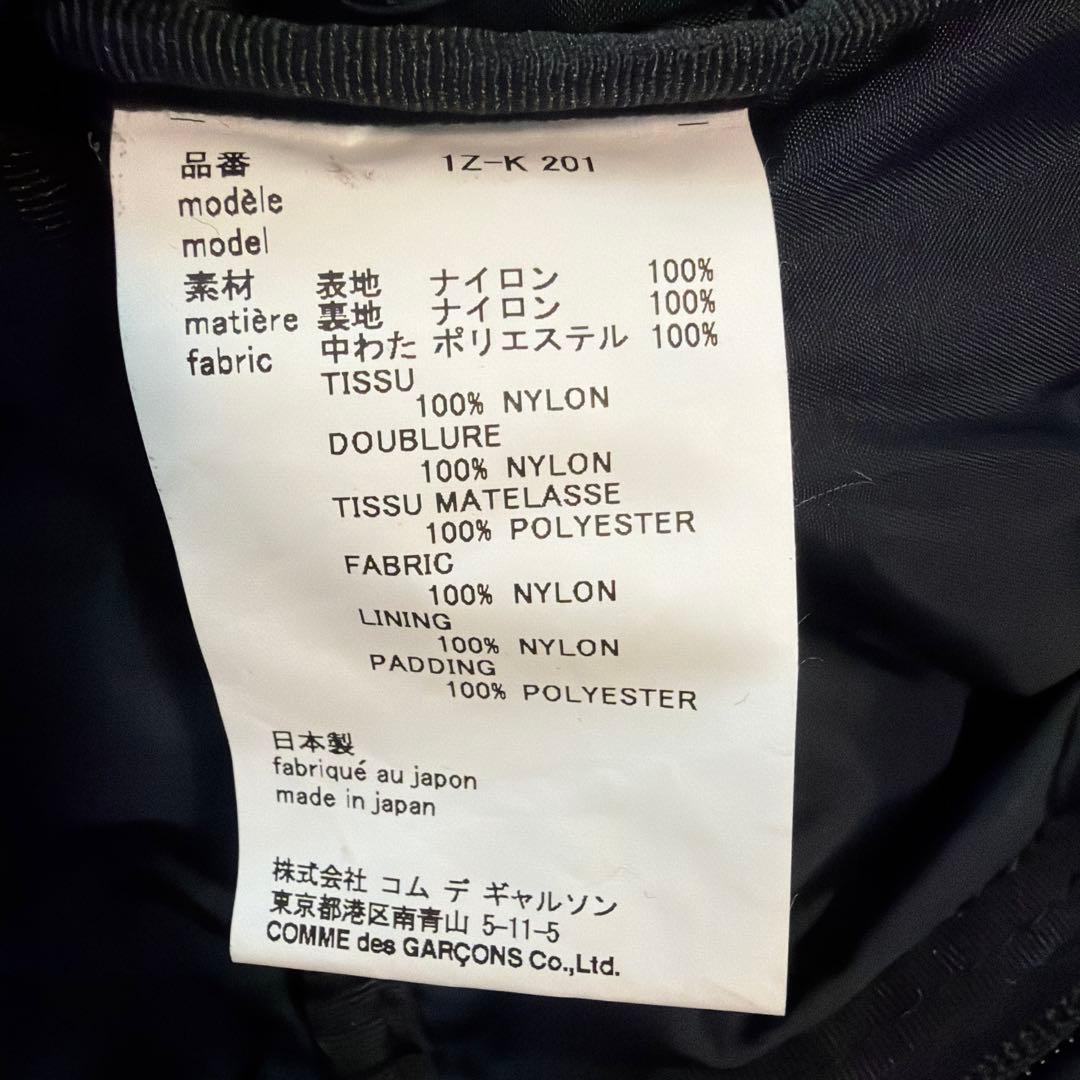 品番 1Z-K 201
modèle
model
素材 表地 ナイロン 100%
matière 裏地 ナイロン 100%
fabric 中わた ポリエステル 100%
TISSU
100% NYLON
DOUBLURE
100% NYLON
TISSU MATELASSE
100% POLYESTER
FABRIC
100% NYLON
LINING
100% NYLON
PADDING
100% POLYESTER
日本製
fabriqué au japon
made in japan
株式会社 コム デ ギャルソン
東京都港区南青山 5-11-5
COMME des GARÇONS Co.,Ltd.